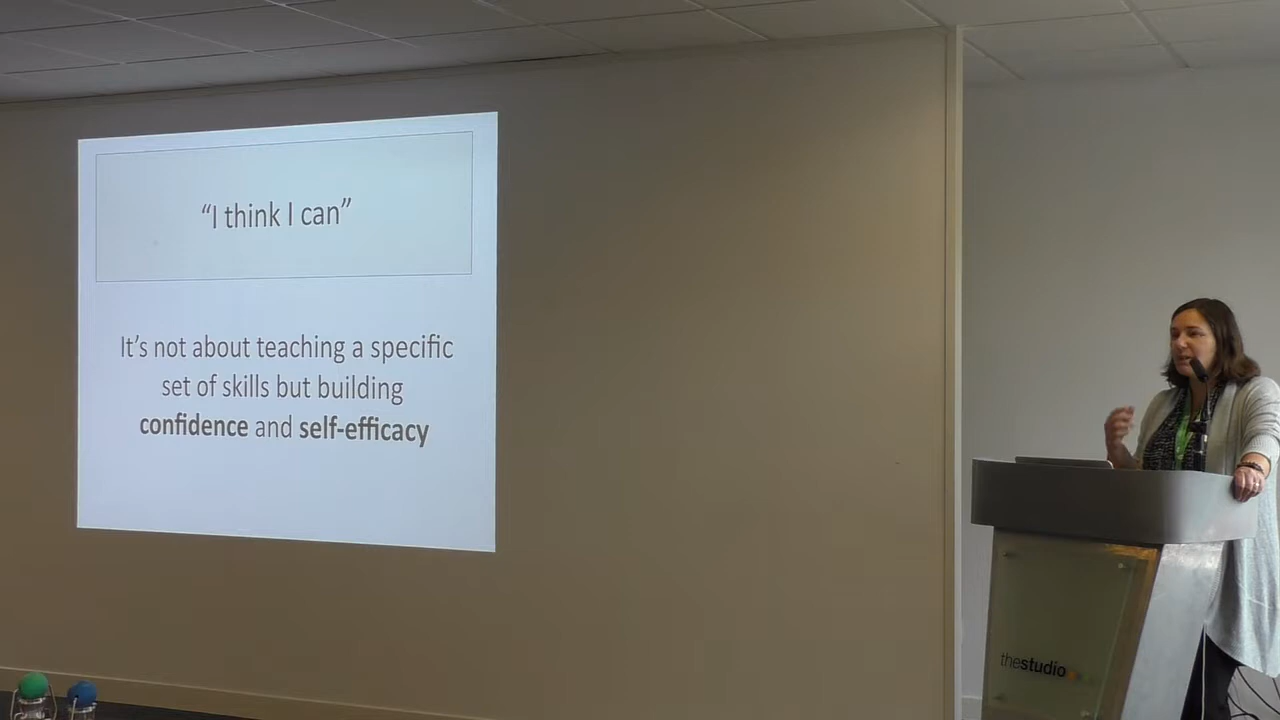 “I think I can”
It’s not about teaching a specific
set of skills but building
confidence and self-efficacy
thestudio